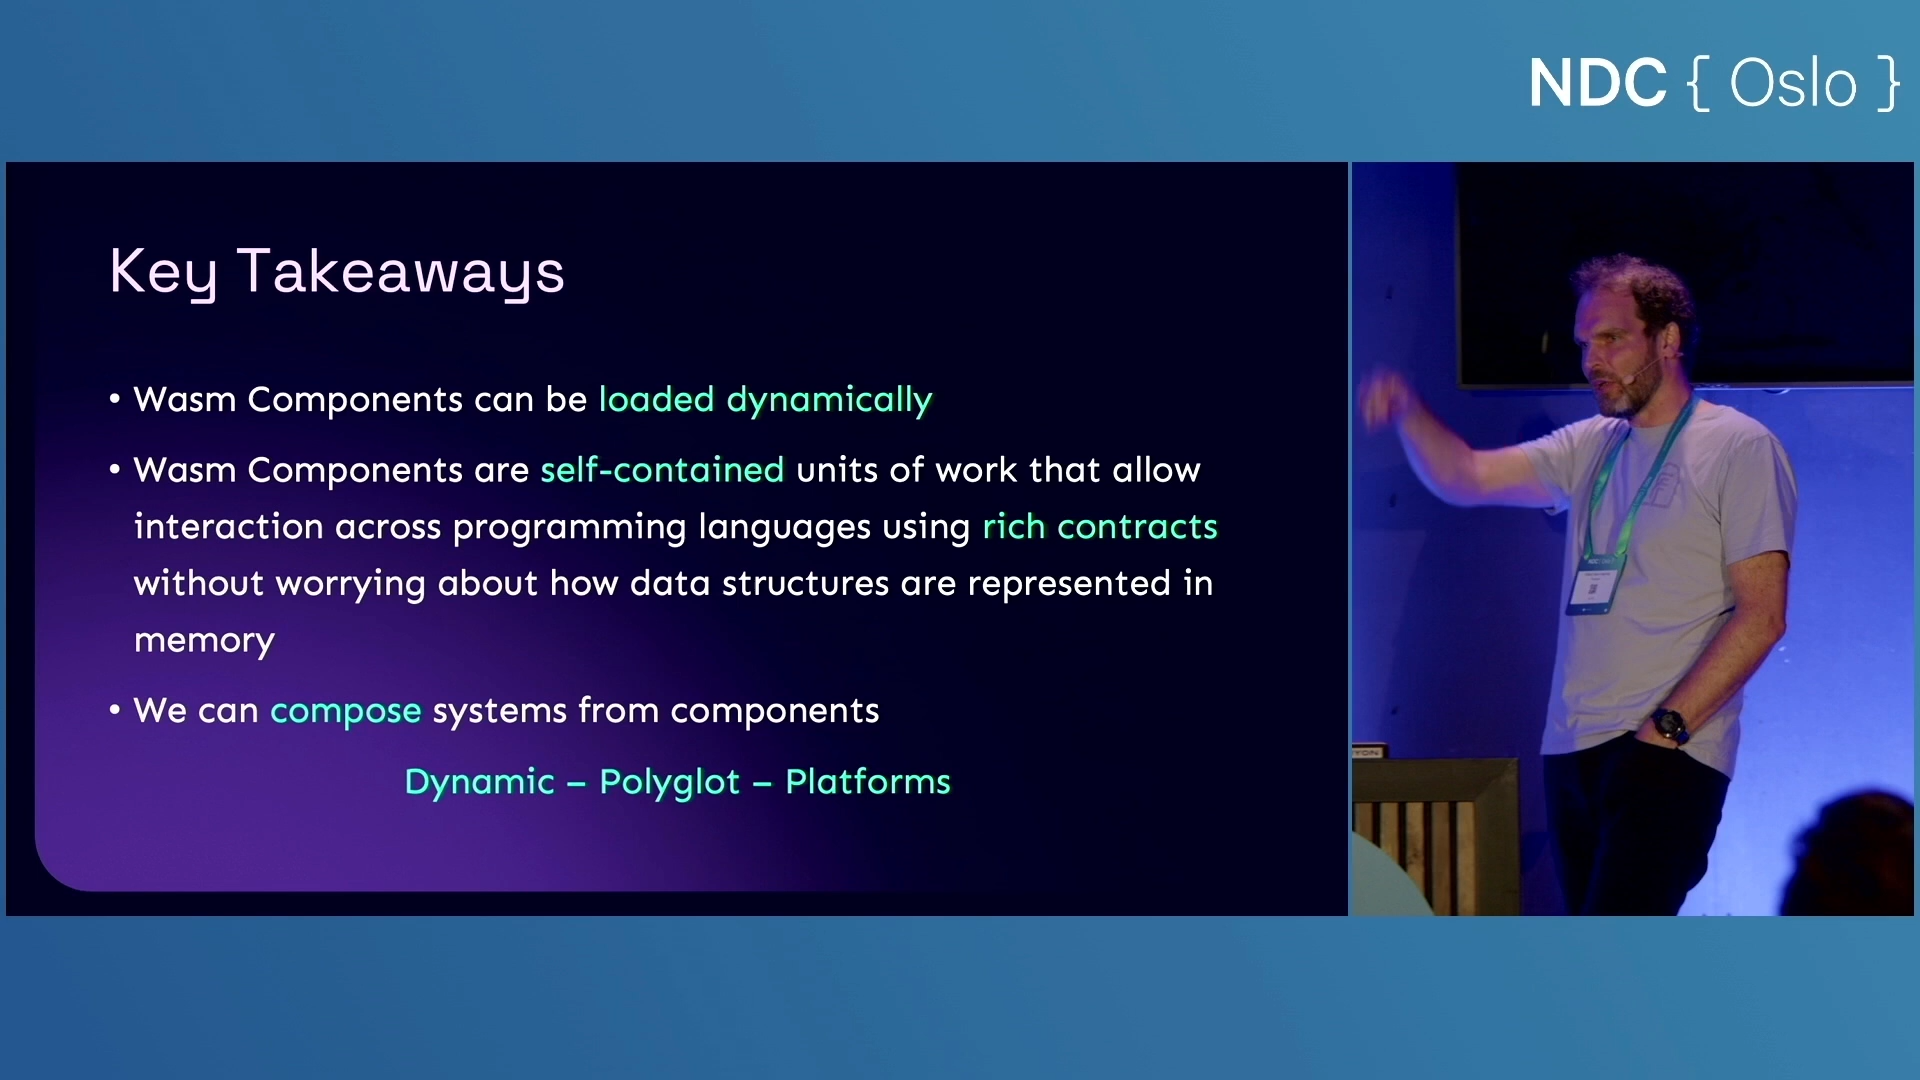 NDC { Oslo }
Key Takeaways
• Wasm Components can be loaded dynamically
• Wasm Components are self-contained units of work that allow
interaction across programming languages using rich contracts
without worrying about how data structures are represented in
memory
• We can compose systems from components
Dynamic – Polyglot – Platforms